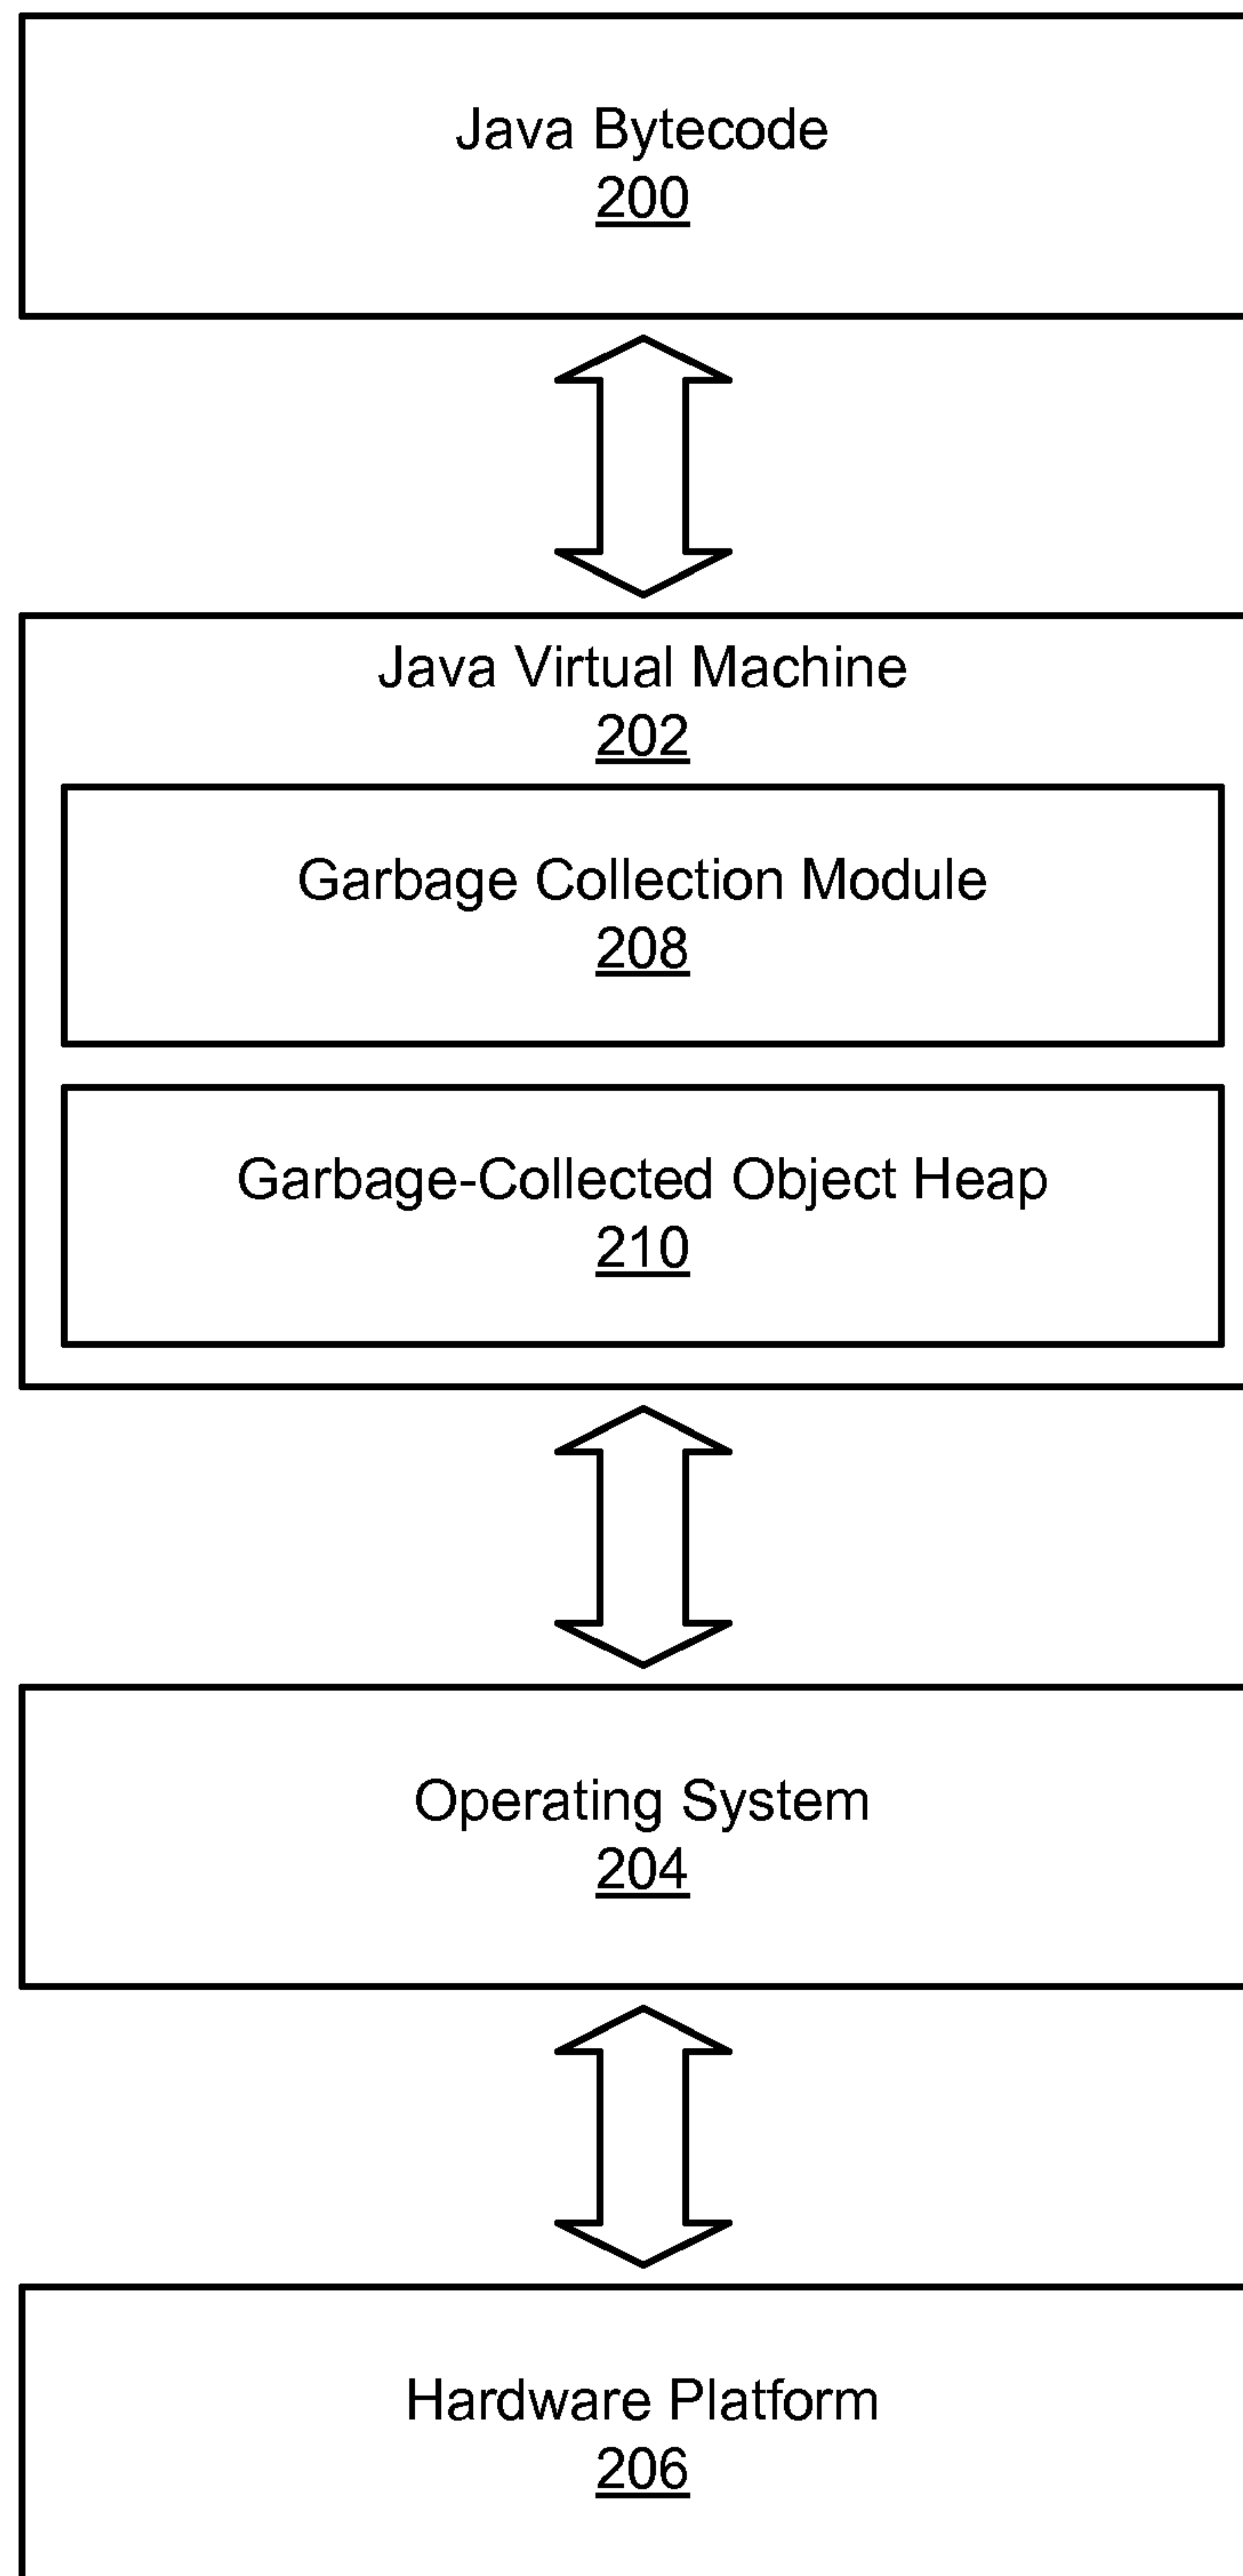 Java Bytecode
200
Java Virtual Machine
202
Garbage Collection Module
208
Garbage-Collected Object Heap
210
Operating System
204
Hardware Platform
206